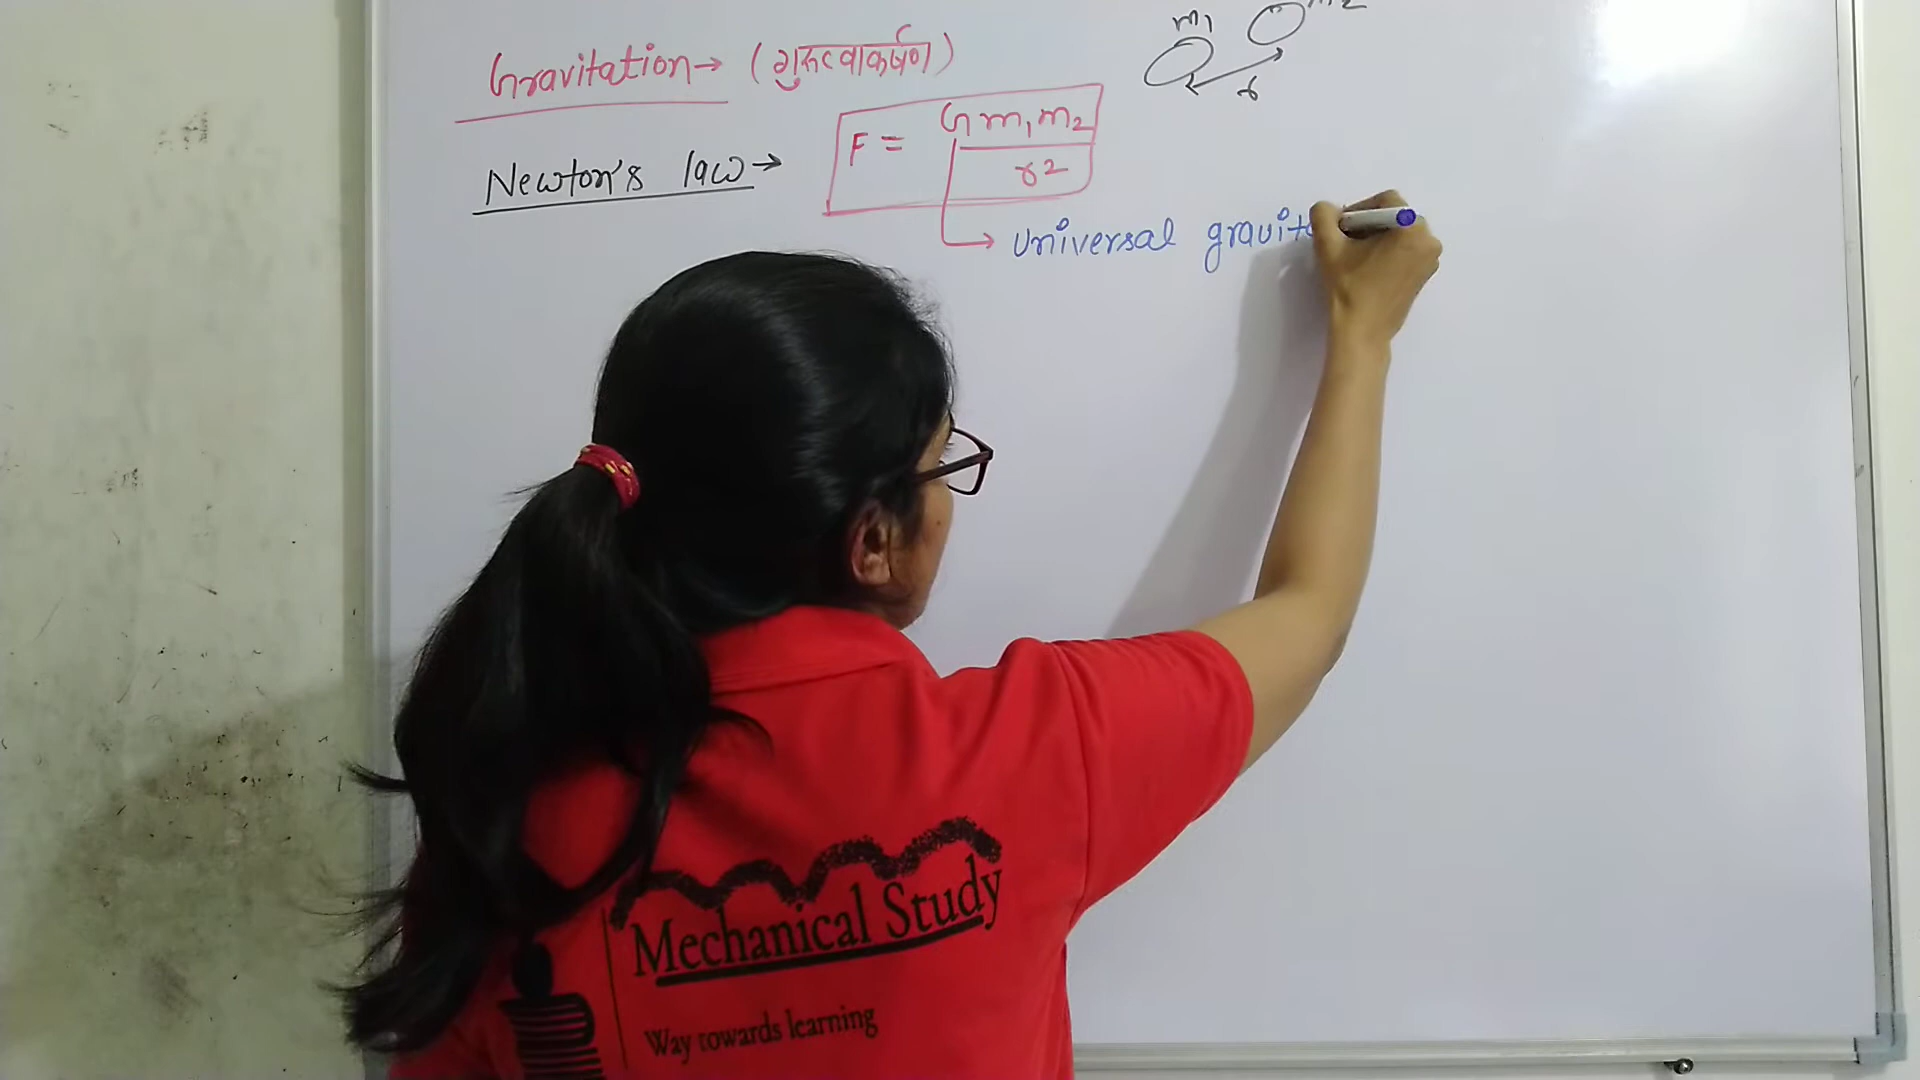 Gravitation→ (गुरुत्वाकर्षण)
m1 m2
r
Newton's law→
F = Gm1m2
r2
Universal gravit
Mechanical Study
Way towards learning